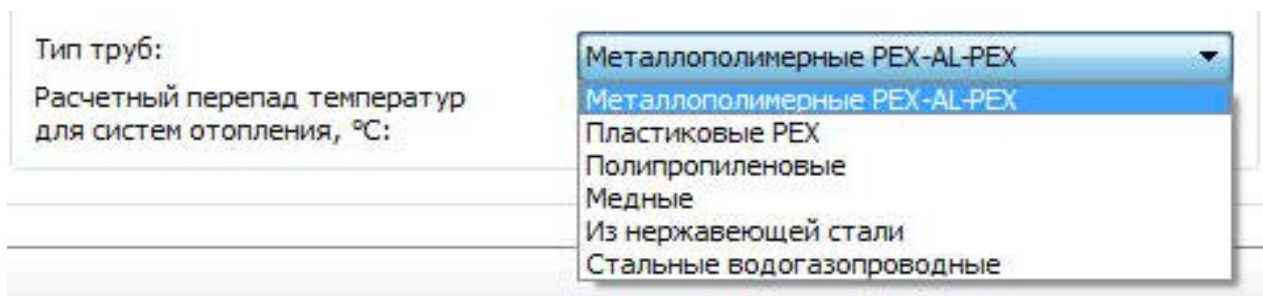 Тип труб:
Металлополимерные PEX-AL-PEX
Расчетный перепад температур
для систем отопления, °C:
Металлополимерные PEX-AL-PEX
Пластиковые PEX
Полипропиленовые
Медные
Из нержавеющей стали
Стальные водогазопроводные